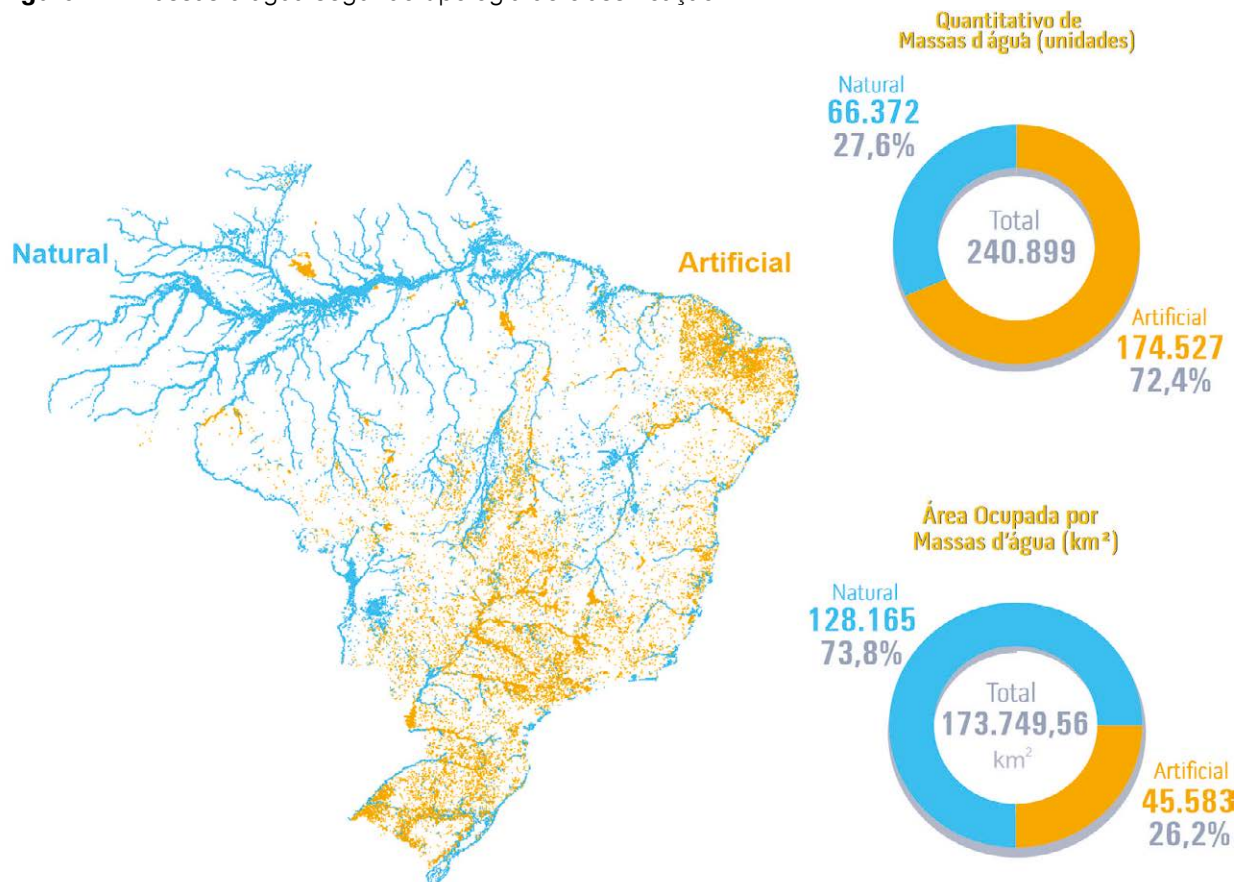 Quantitativo de
Massas d'água (unidades)
Natural
66.372
27,6%
Total
240.899
Artificial
174.527
72,4%
Natural
Artificial
Área Ocupada por
Massas d'água (km²)
Natural
128.165
73,8%
Total
173.749,56
km²
Artificial
45.583
26,2%